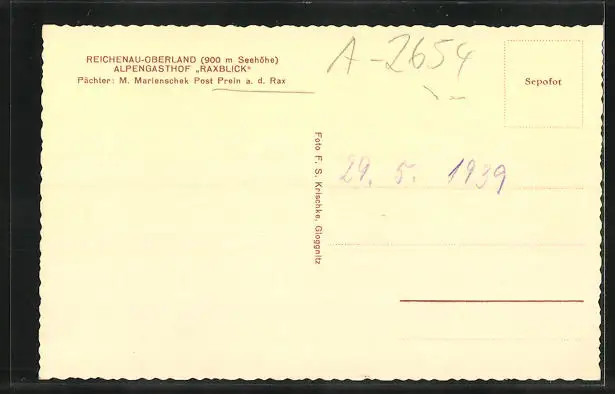 REICHENAU-OBERLAND (900 m Seehöhe)
ALPENGASTHOF „RAXBLICK"
Pächter: M. Marienschek Post Prein a. d. Rax
A-2654
Sepofot
Foto F. S. Krischke, Gloggnitz
29. 5. 1939